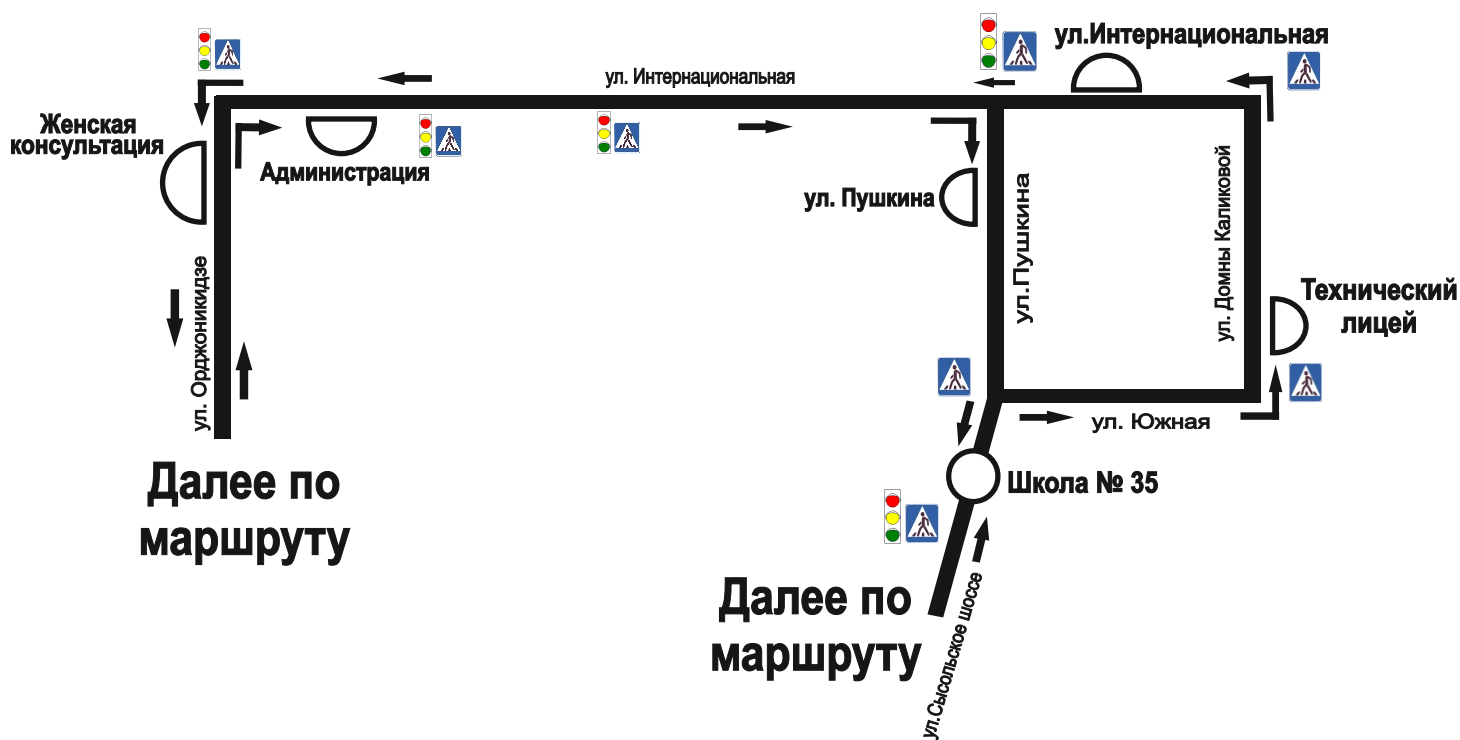 ул.Интернациональная
ул. Интернациональная
Женская
консультация
Администрация
ул. Пушкина
ул.Пушкина
ул. Домны Каликовой
ул. Орджоникидзе
Технический
лицей
ул. Южная
Школа № 35
Далее по
маршруту
Далее по
маршруту
ул.Сысольское шоссе